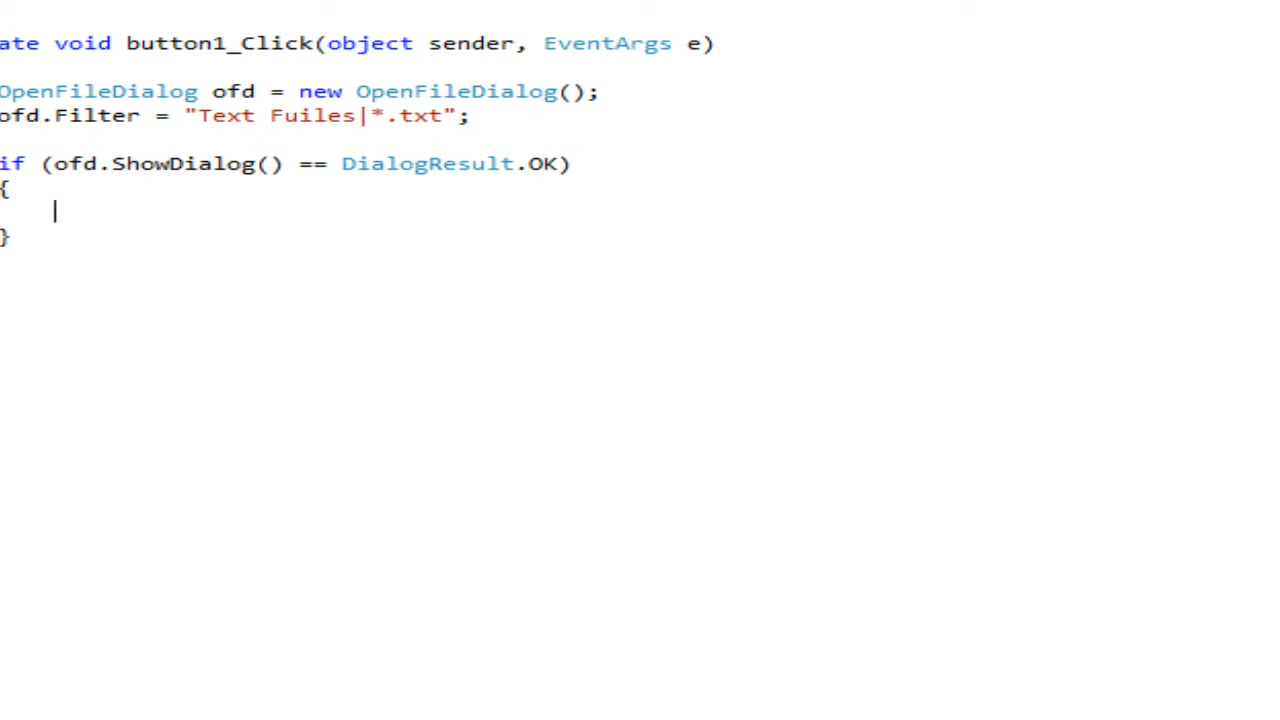 ate void button1_Click(object sender, EventArgs e)
OpenFileDialog ofd = new OpenFileDialog();
ofd.Filter = "Text Fuiles|*.txt";
if (ofd.ShowDialog() == DialogResult.OK)
{
}